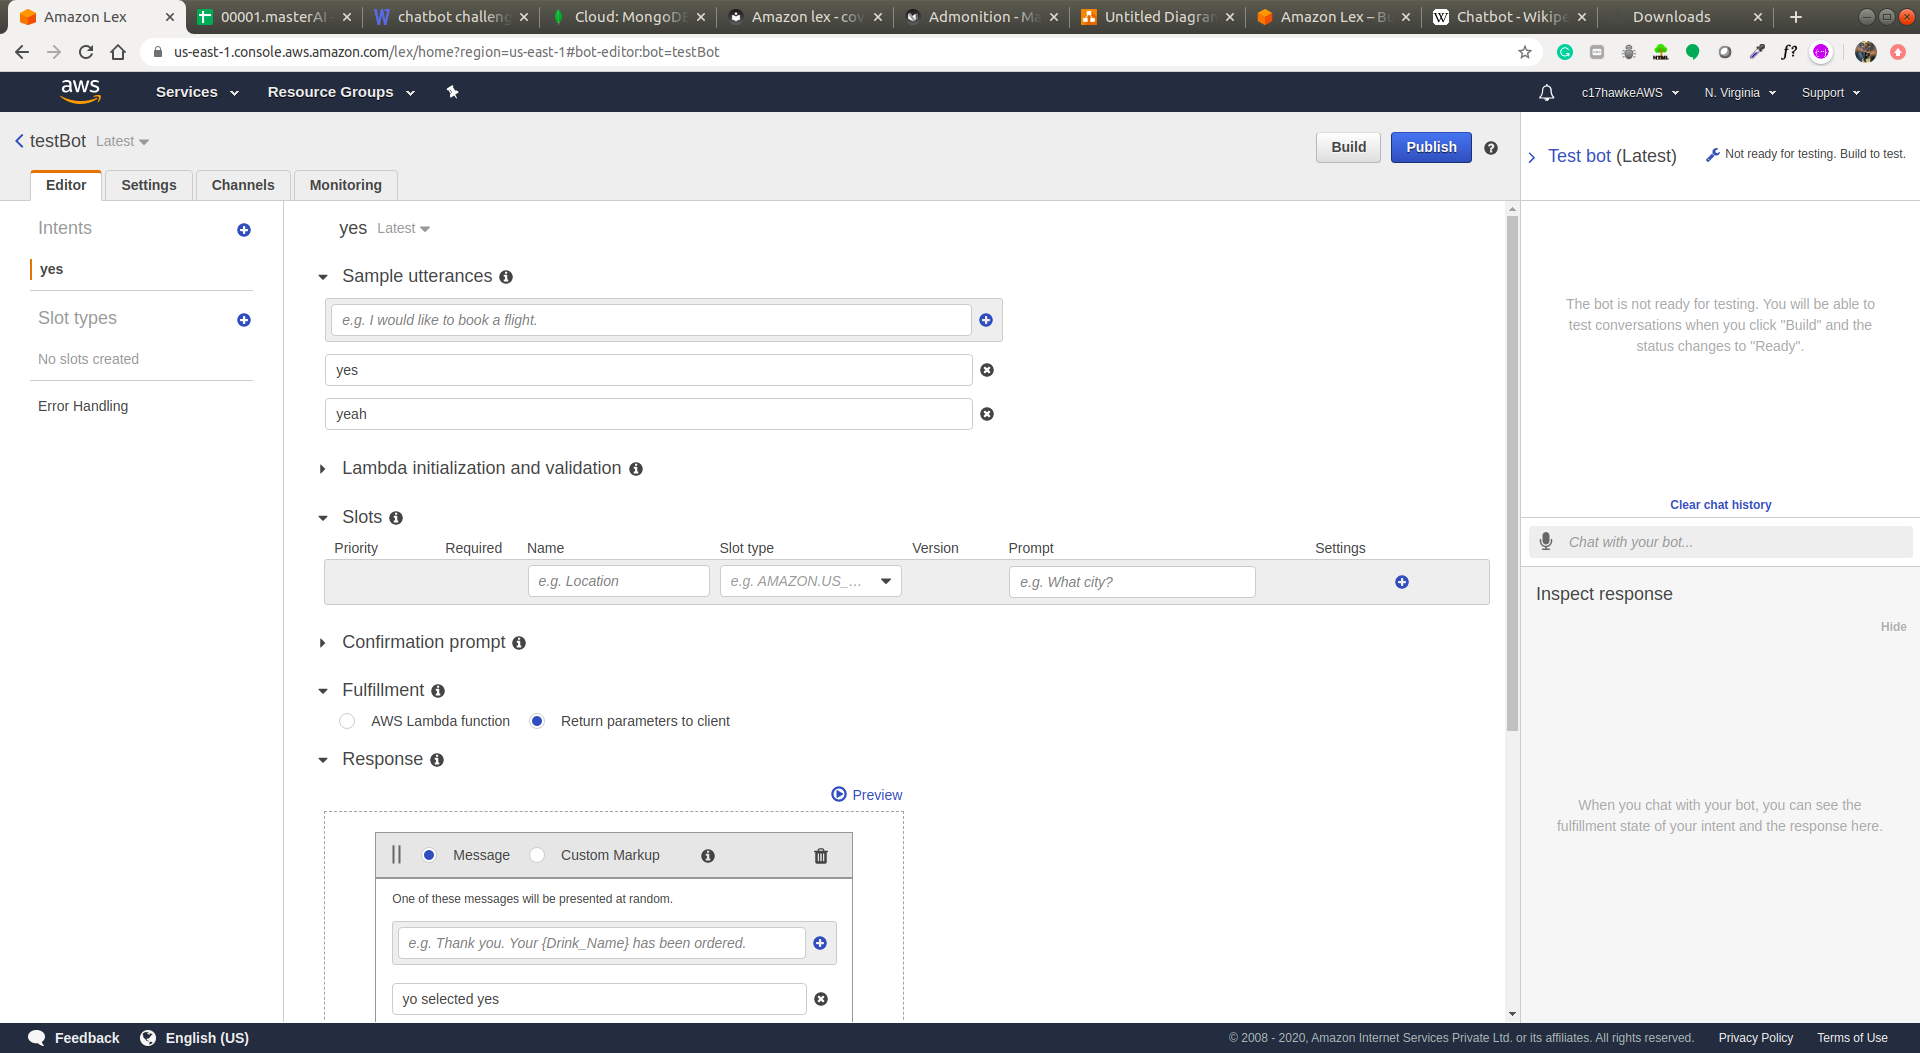 Amazon Lex
00001.masterAI -
chatbot challeng
Cloud: MongoDB
Amazon lex - cov
Admonition - Ma
Untitled Diagram
Amazon Lex – Bu
Chatbot - Wikipe
Downloads
us-east-1.console.aws.amazon.com/lex/home?region=us-east-1#bot-editor:bot=testBot
aws
Services
Resource Groups
c17hawkeAWS
N. Virginia
Support
testBot Latest
Build
Publish
Test bot (Latest)
Not ready for testing. Build to test.
Editor
Settings
Channels
Monitoring
Intents
yes
Slot types
No slots created
Error Handling
yes Latest
Sample utterances
e.g. I would like to book a flight.
yes
yeah
Lambda initialization and validation
Slots
Priority Required Name Slot type Version Prompt Settings
e.g. Location e.g. AMAZON.US_... e.g. What city?
Confirmation prompt
Fulfillment
AWS Lambda function Return parameters to client
Response
Preview
Message Custom Markup
One of these messages will be presented at random.
e.g. Thank you. Your {Drink_Name} has been ordered.
yo selected yes
The bot is not ready for testing. You will be able to
test conversations when you click "Build" and the
status changes to "Ready".
Clear chat history
Chat with your bot...
Inspect response
Hide
When you chat with your bot, you can see the
fulfillment state of your intent and the response here.
Feedback
English (US)
© 2008 - 2020, Amazon Internet Services Private Ltd. or its affiliates. All rights reserved.
Privacy Policy
Terms of Use